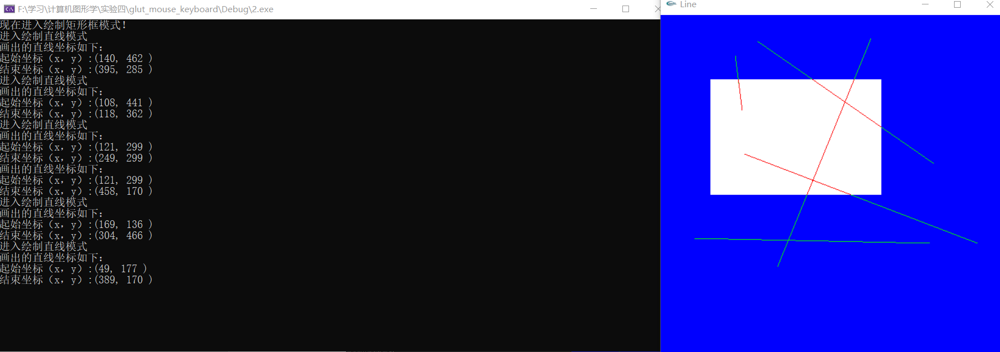 F:\学习\计算机图形学\实验四\glut_mouse_keyboard\Debug\2.exe
现在进入绘制矩形框模式！
进入绘制直线模式
画出的直线坐标如下：
起始坐标（x，y）:(140, 462 )
结束坐标（x，y）:(395, 285 )
进入绘制直线模式
画出的直线坐标如下：
起始坐标（x，y）:(108, 441 )
结束坐标（x，y）:(118, 362 )
进入绘制直线模式
画出的直线坐标如下：
起始坐标（x，y）:(121, 299 )
结束坐标（x，y）:(249, 299 )
画出的直线坐标如下：
起始坐标（x，y）:(121, 299 )
结束坐标（x，y）:(458, 170 )
进入绘制直线模式
画出的直线坐标如下：
起始坐标（x，y）:(169, 136 )
结束坐标（x，y）:(304, 466 )
进入绘制直线模式
画出的直线坐标如下：
起始坐标（x，y）:(49, 177 )
结束坐标（x，y）:(389, 170 )
Line